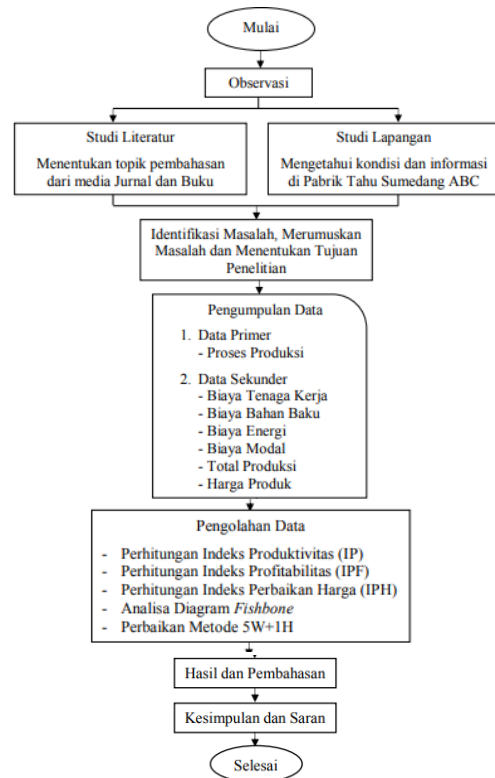 Mulai
Observasi
Studi Literatur
Menentukan topik pembahasan
dari media Jurnal dan Buku
Studi Lapangan
Mengetahui kondisi dan informasi
di Pabrik Tahu Sumedang ABC
Identifikasi Masalah, Merumuskan
Masalah dan Menentukan Tujuan
Penelitian
Pengumpulan Data
1. Data Primer
- Proses Produksi
2. Data Sekunder
- Biaya Tenaga Kerja
- Biaya Bahan Baku
- Biaya Energi
- Biaya Modal
- Total Produksi
- Harga Produk
Pengolahan Data
- Perhitungan Indeks Produktivitas (IP)
- Perhitungan Indeks Profitabilitas (IPF)
- Perhitungan Indeks Perbaikan Harga (IPH)
- Analisa Diagram Fishbone
- Perbaikan Metode 5W+1H
Hasil dan Pembahasan
Kesimpulan dan Saran
Selesai